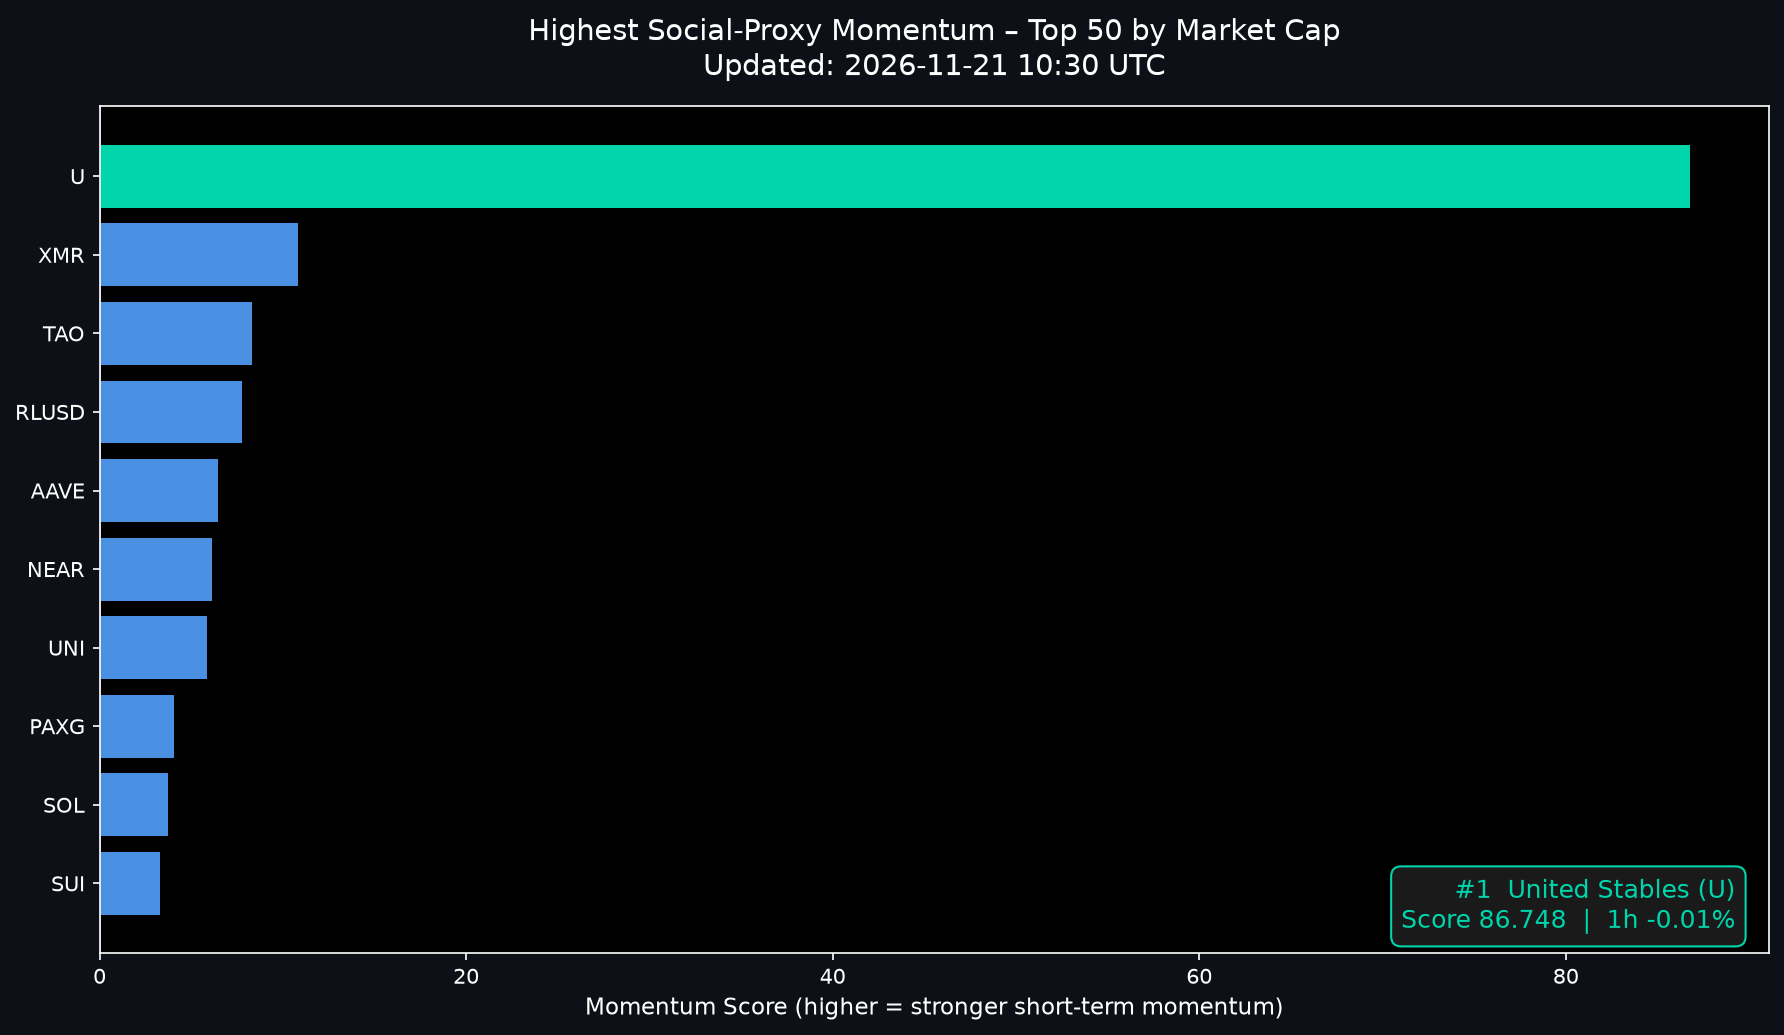 Highest Social-Proxy Momentum – Top 50 by Market Cap
Updated: 2026-11-21 10:30 UTC
U
XMR
TAO
RLUSD
AAVE
NEAR
UNI
PAXG
SOL
SUI
#1  United Stables (U)
Score 86.748  |  1h -0.01%
0 20 40 60 80
Momentum Score (higher = stronger short-term momentum)